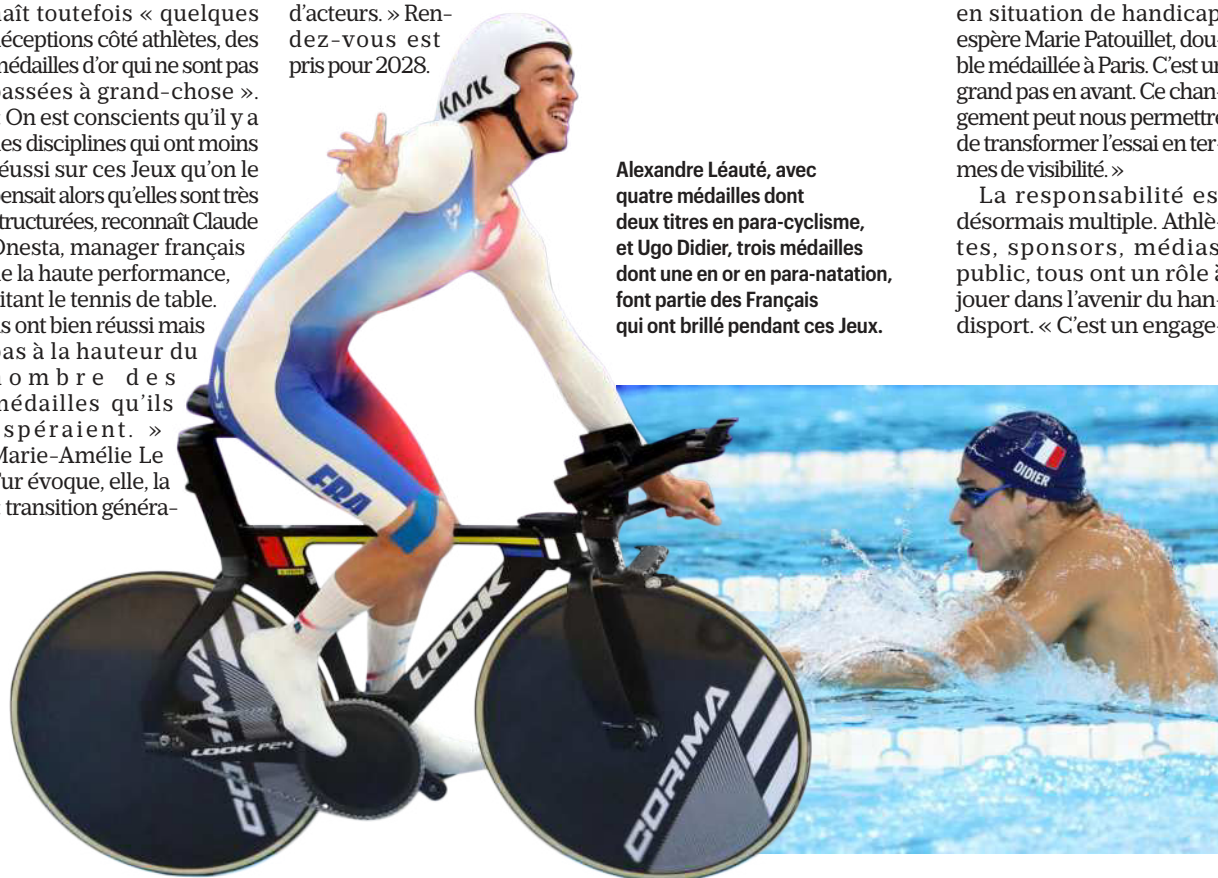 naît toutefois « quelques
déceptions côté athlètes, des
médailles d'or qui ne sont pas
passées à grand-chose ».
« On est conscients qu'il y a
des disciplines qui ont moins
réussi sur ces Jeux qu'on le
pensait alors qu'elles sont très
structurées, reconnaît Claude
Onesta, manager français
de la haute performance,
citant le tennis de table.
Ils ont bien réussi mais
pas à la hauteur du
nombre des
médailles qu'ils
espéraient. »
Marie-Amélie Le
Fur évoque, elle, la
« transition généra-
d'acteurs. » Ren-
dez-vous est
pris pour 2028.
KASK
FRA
LOOK
LOOK P24
CORIMA
CORIMA
Alexandre Léauté, avec
quatre médailles dont
deux titres en para-cyclisme,
et Ugo Didier, trois médailles
dont une en or en para-natation,
font partie des Français
qui ont brillé pendant ces Jeux.
en situation de handicap
espère Marie Patouillet, dou-
ble médaillée à Paris. C'est un
grand pas en avant. Ce chan-
gement peut nous permettre
de transformer l'essai en ter-
mes de visibilité. »
La responsabilité est
désormais multiple. Athlè-
tes, sponsors, médias
public, tous ont un rôle à
jouer dans l'avenir du han-
disport. « C'est un engage-
DIDIER